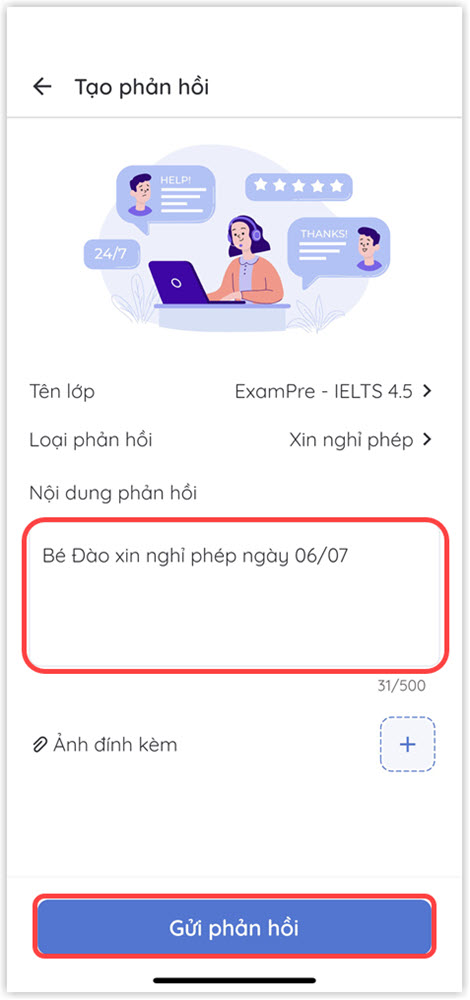 Tạo phản hồi
HELP!
24/7
THANKS!
Tên lớp
ExamPre - IELTS 4.5
Loại phản hồi
Xin nghỉ phép
Nội dung phản hồi
Bé Đào xin nghỉ phép ngày 06/07
31/500
Ảnh đính kèm
Gửi phản hồi